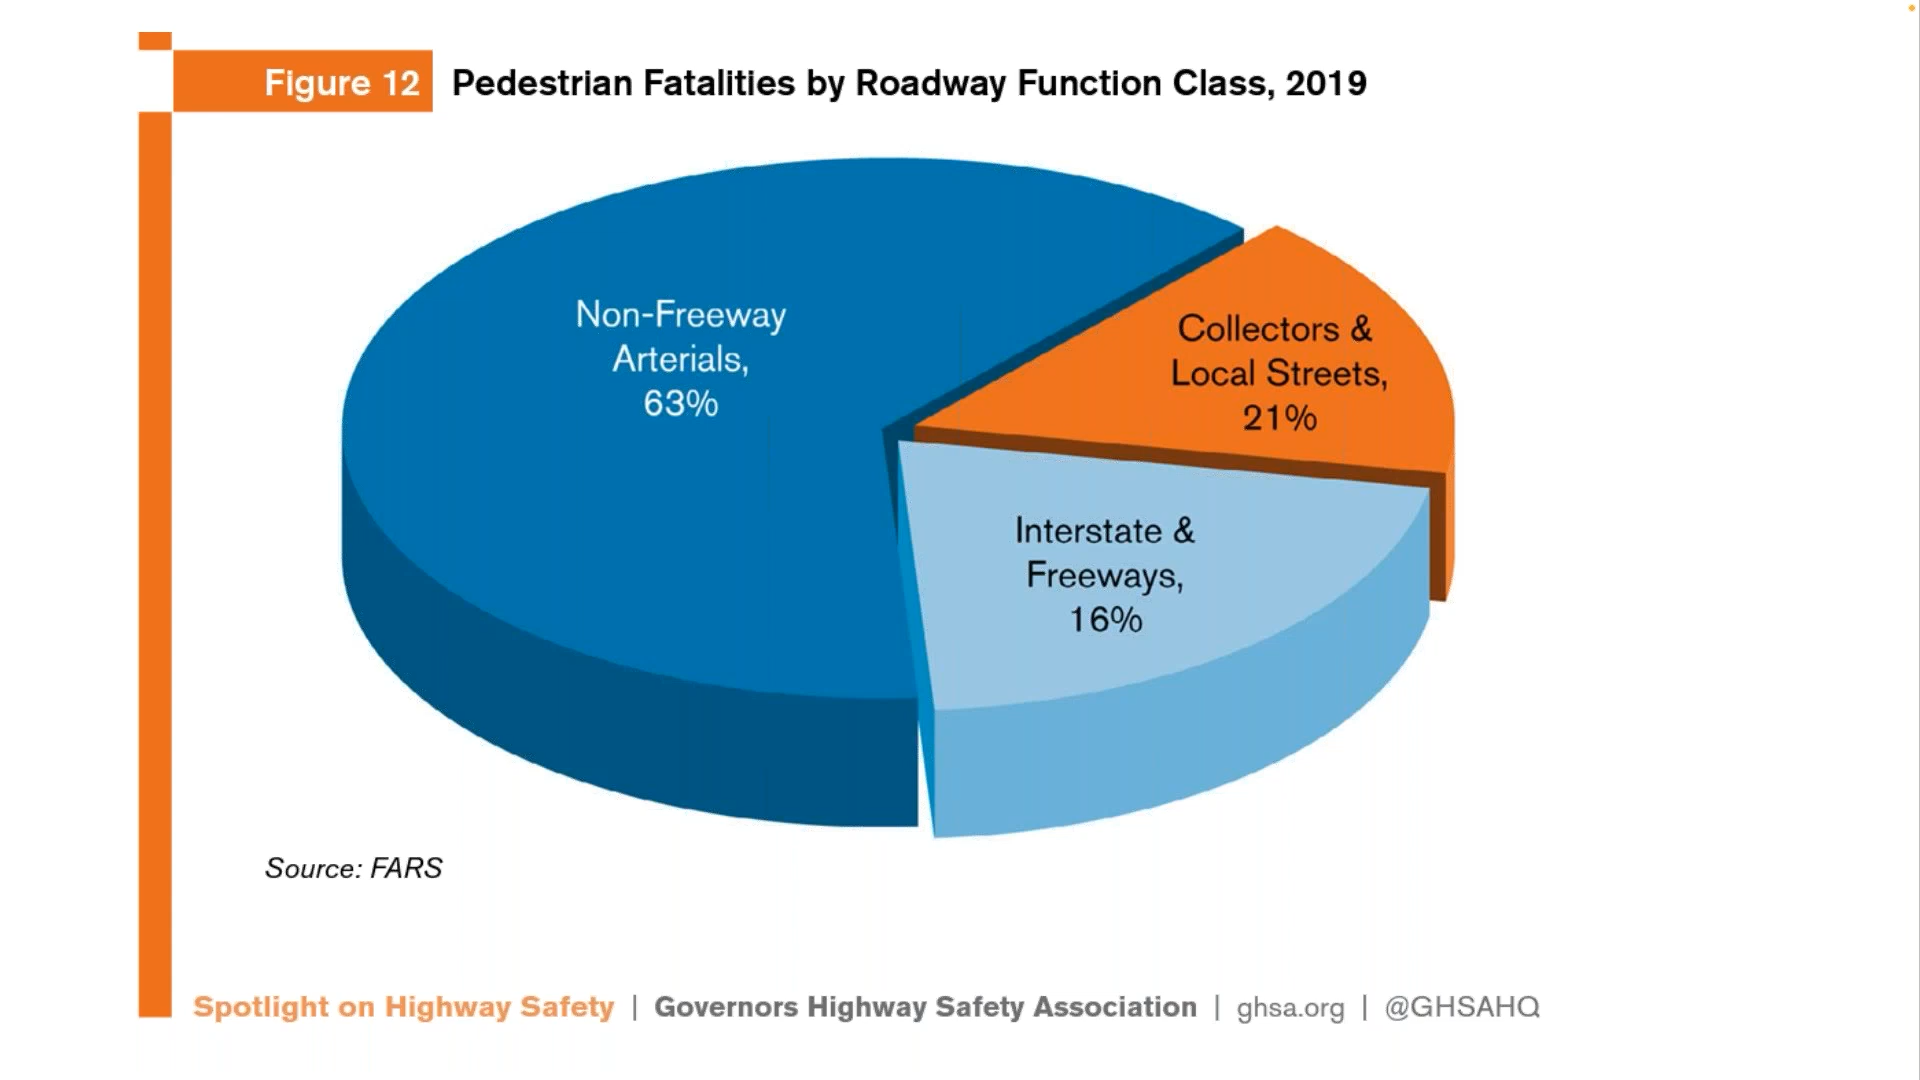 Figure 12 Pedestrian Fatalities by Roadway Function Class, 2019
Non-Freeway
Arterials,
63%
Collectors &
Local Streets,
21%
Interstate &
Freeways,
16%
Source: FARS
Spotlight on Highway Safety | Governors Highway Safety Association | ghsa.org | @GHSAHQ